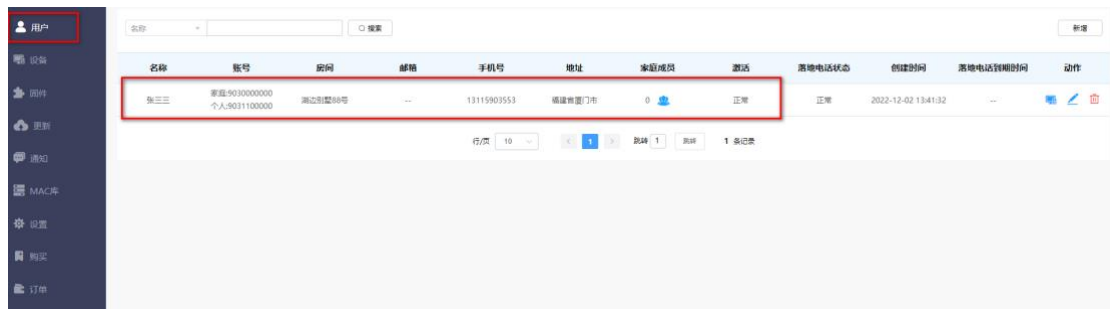 用户
设备
固件
更新
通知
MAC库
设置
购买
订单
名称
搜索
新增
名称 账号 房间 邮箱 手机号 地址 家庭成员 激活 落地电话状态 创建时间 落地电话到期时间 动作
张三三 家庭:9030000000 湖边别墅88号 -- 13115903553 福建省厦门市 0 正常 正常 2022-12-02 13:41:32 --
个人:9031100000
行/页 10 < 1 > 跳转 1 跳转 1 条记录